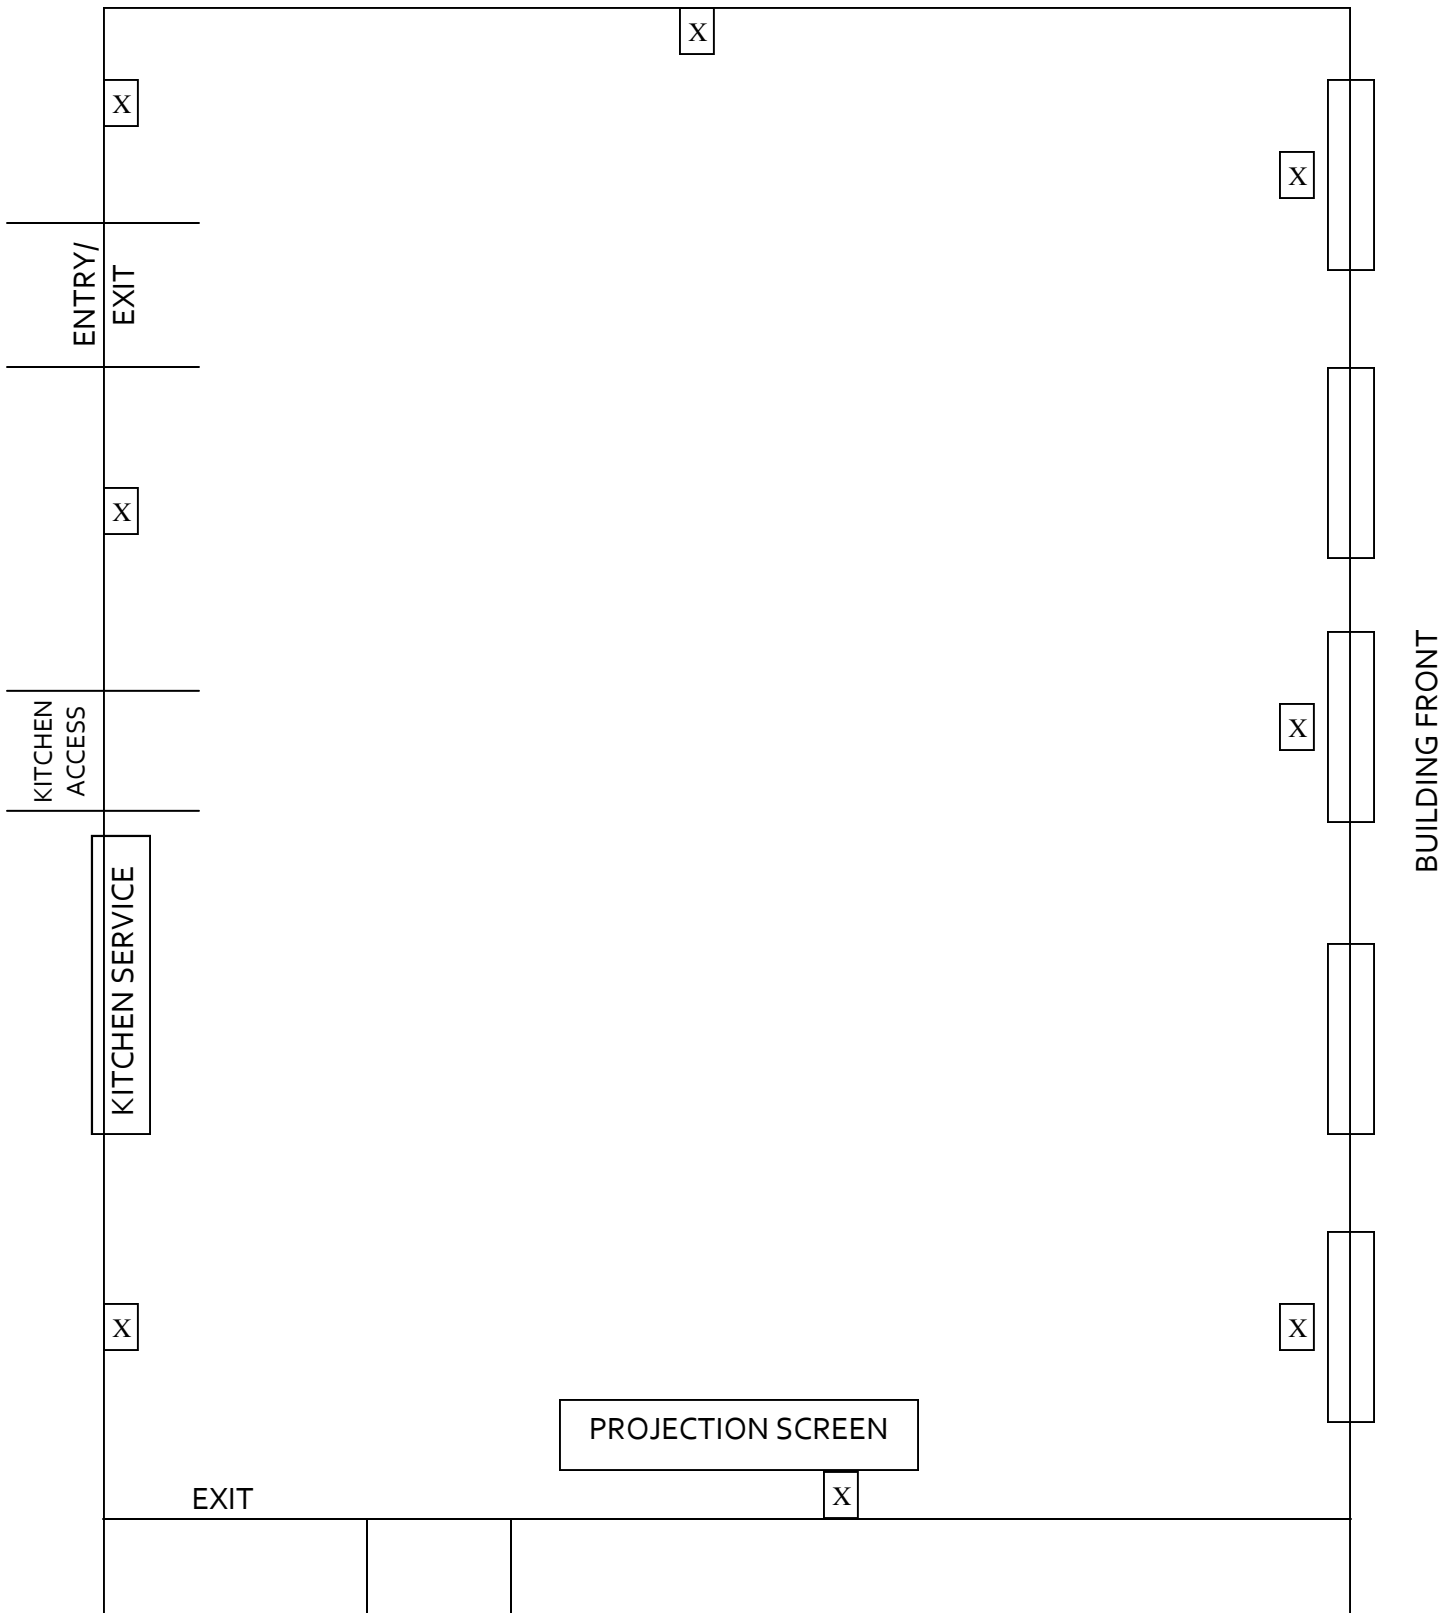 X
X
X
ENTRY/
EXIT
X
KITCHEN
ACCESS
X
BUILDING FRONT
KITCHEN SERVICE
X
X
PROJECTION SCREEN
X
EXIT